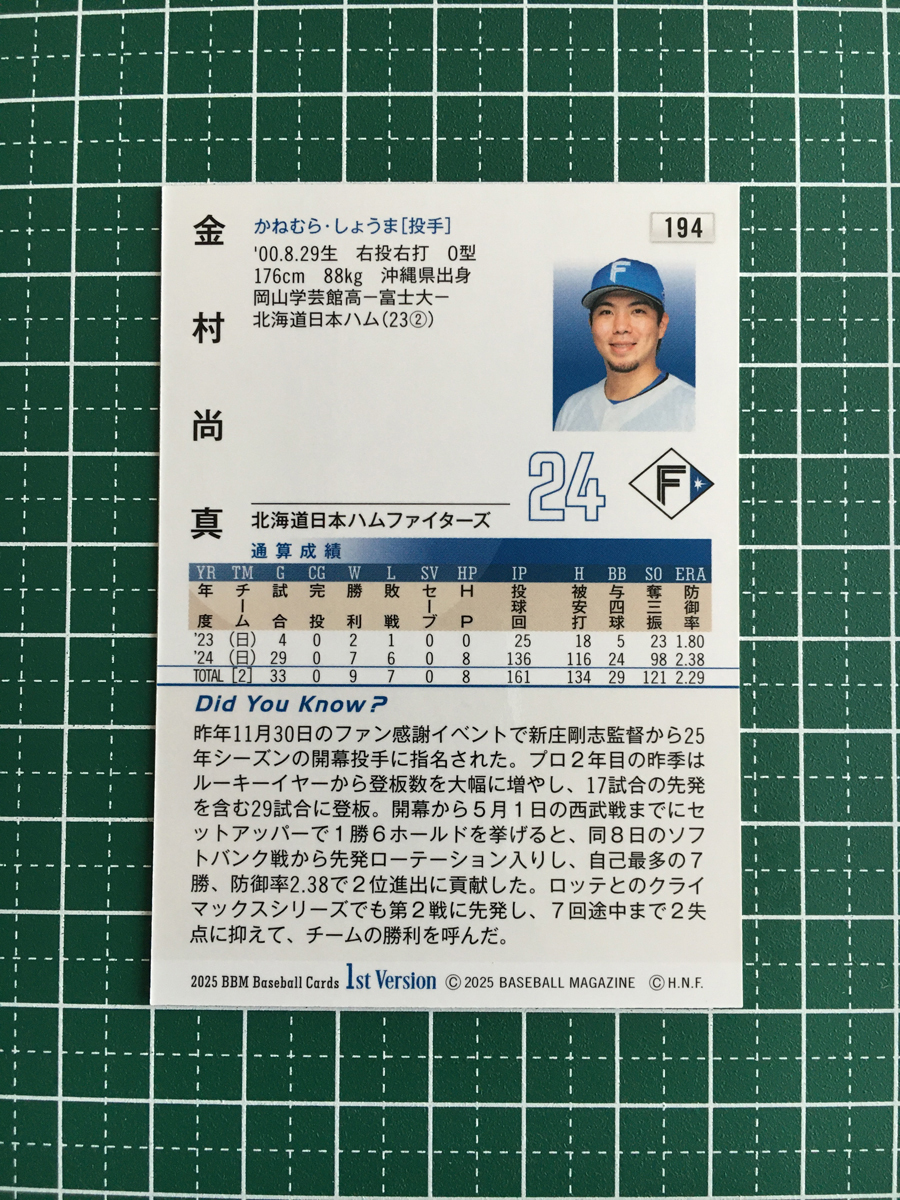 金村尚真
かねむら・しょうま[投手]
194
'00.8.29生 右投右打 O型
176cm 88kg 沖縄県出身
岡山学芸館高－富士大－
北海道日本ハム(23②)
F
24
F
北海道日本ハムファイターズ
通算成績
YR TM G CG W L SV HP IP H BB SO ERA
年度 チーム 試合 完投 勝利 敗戦 セーブ HP 投球回 被安打 与四球 奪三振 防御率
'23 (日) 4 0 2 1 0 0 25 18 5 23 1.80
'24 (日) 29 0 7 6 0 8 136 116 24 98 2.38
TOTAL [2] 33 0 9 7 0 8 161 134 29 121 2.29
Did You Know?
昨年11月30日のファン感謝イベントで新庄剛志監督から25
年シーズンの開幕投手に指名された。プロ２年目の昨季は
ルーキーイヤーから登板数を大幅に増やし、17試合の先発
を含む29試合に登板。開幕から５月１日の西武戦までにセ
ットアッパーで１勝６ホールドを挙げると、同８日のソフ
トバンク戦から先発ローテーション入りし、自己最多の７
勝、防御率2.38で２位進出に貢献した。ロッテとのクライ
マックスシリーズでも第２戦に先発し、７回途中まで２失
点に抑えて、チームの勝利を呼んだ。
2025 BBM Baseball Cards 1st Version ©2025 BASEBALL MAGAZINE ©H.N.F.